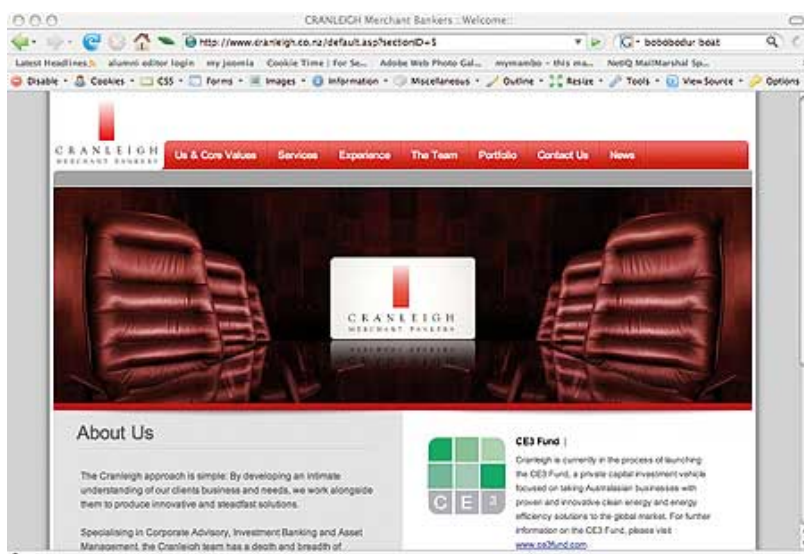 CRANLEIGH Merchant Bankers :: Welcome::
http://www.cranleigh.co.nz/default.asp?sectionID=5
bobobodur boat
Latest Headlines alumni editor login my joomla Cookie Time | For Se... Adobe Web Photo Gal... mymambo - this ma... NetIQ MailMarshal Sp...
Disable Cookies CSS Forms Images Information Miscellaneous Outline Resize Tools View Source Options
CRANLEIGH
MERCHANT BANKERS
Us & Core Values Services Experience The Team Portfolio Contact Us News
CRANLEIGH
MERCHANT BANKERS
About Us
The Cranleigh approach is simple: By developing an intimate
understanding of our clients business and needs, we work alongside
them to produce innovative and steadfast solutions.
Specialising in Corporate Advisory, Investment Banking and Asset
Management, the Cranleigh team has a depth and breadth of
CE3
CE3 Fund |
Cranleigh is currently in the process of launching
the CE3 Fund, a private capital investment vehicle
focused on taking Australasian businesses with
proven and innovative clean energy and energy
efficiency solutions to the global market. For further
information on the CE3 Fund, please visit
www.ce3fund.com